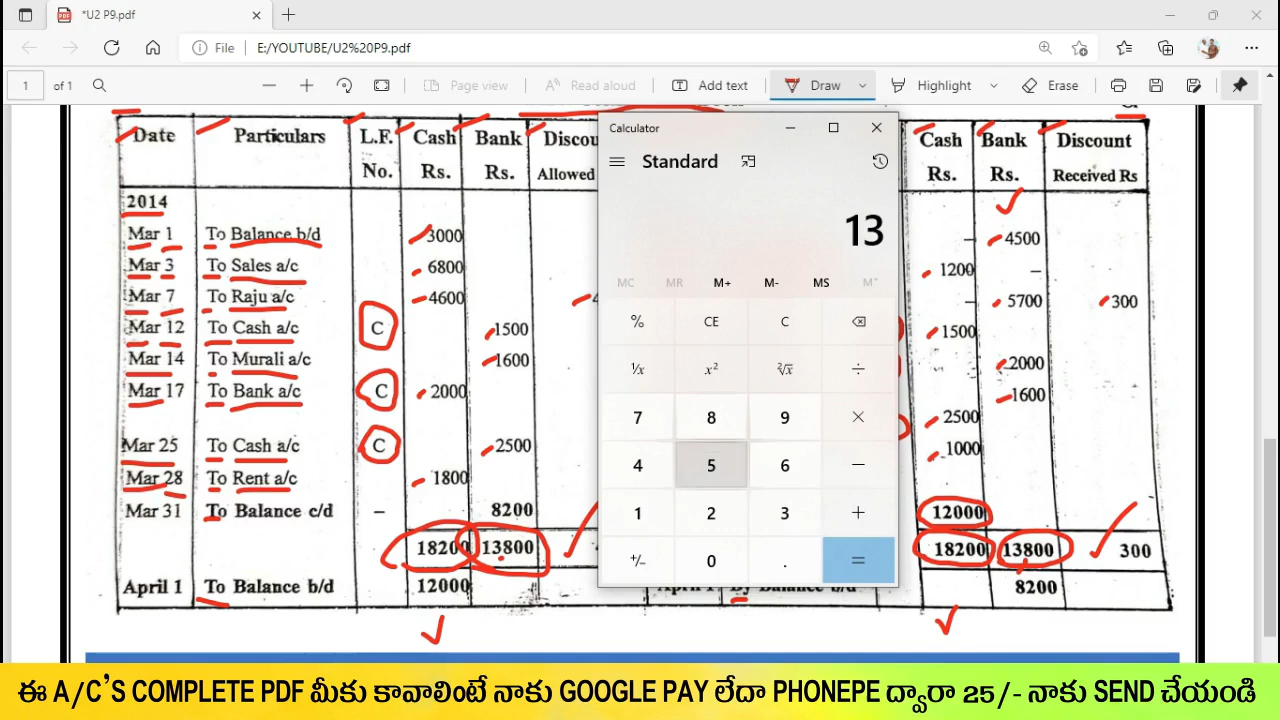 *U2 P9.pdf
File E:/YOUTUBE/U2%20P9.pdf
1 of 1 Page view Read aloud Add text Draw Highlight Erase
Date Particulars L.F. Cash Bank Cash Bank Discount
No. Rs. Rs. Allowed Rs. Rs. Received Rs
2014
Mar 1 To Balance b/d 3000 – 4500
Mar 3 To Sales a/c 6800 1200 –
Mar 7 To Raju a/c 4600 – 5700 300
Mar 12 To Cash a/c C 1500 1500
Mar 14 To Murali a/c 1600 2000
Mar 17 To Bank a/c C 2000 1600
2500
Mar 25 To Cash a/c C 2500 1000
Mar 28 To Rent a/c 1800
Mar 31 To Balance c/d – 8200 12000
18200 13800 18200 13800 300
April 1 To Balance b/d 12000 8200
Calculator
Standard
13
MC MR M+ M- MS M˅
% CE C
¹/x x² ²√x ÷
7 8 9 ×
4 5 6 −
1 2 3 +
+/− 0 . =
ఈ A/C'S COMPLETE PDF మీకు కావాలింటే నాకు GOOGLE PAY లేదా PHONEPE ద్వారా 25/- నాకు SEND చేయండి